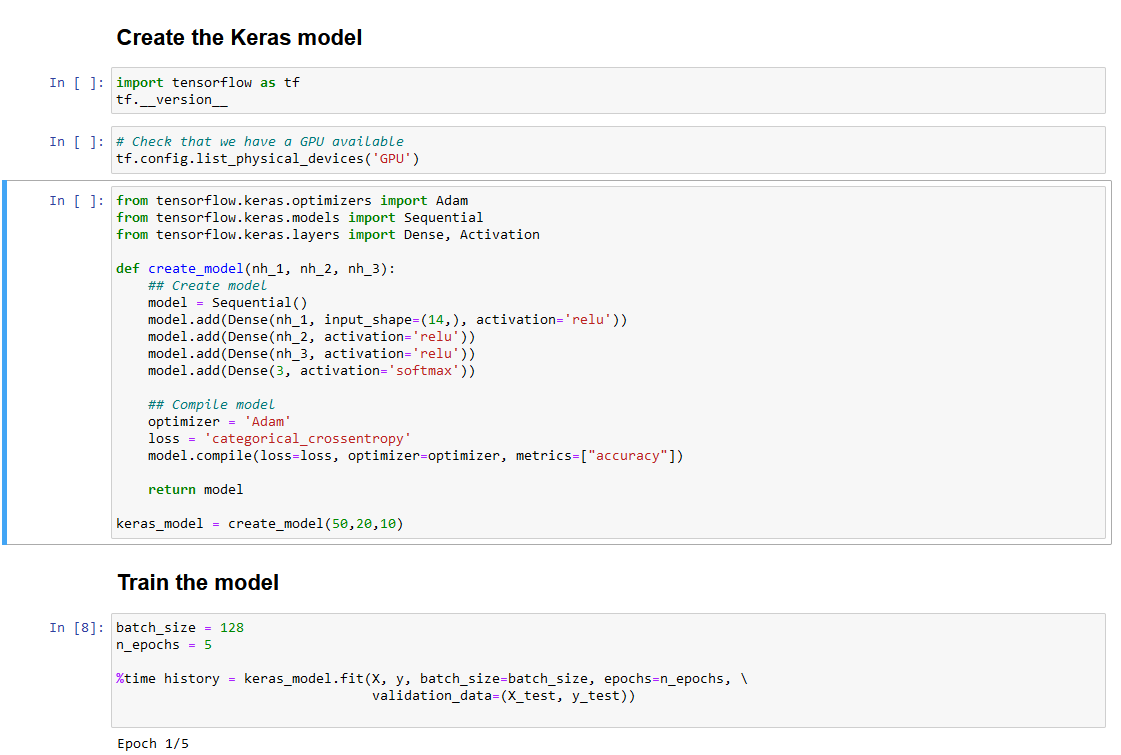 Create the Keras model
In [ ]: import tensorflow as tf
tf.__version__
In [ ]: # Check that we have a GPU available
tf.config.list_physical_devices('GPU')
In [ ]: from tensorflow.keras.optimizers import Adam
from tensorflow.keras.models import Sequential
from tensorflow.keras.layers import Dense, Activation
def create_model(nh_1, nh_2, nh_3):
    ## Create model
    model = Sequential()
    model.add(Dense(nh_1, input_shape=(14,), activation='relu'))
    model.add(Dense(nh_2, activation='relu'))
    model.add(Dense(nh_3, activation='relu'))
    model.add(Dense(3, activation='softmax'))
    ## Compile model
    optimizer = 'Adam'
    loss = 'categorical_crossentropy'
    model.compile(loss=loss, optimizer=optimizer, metrics=["accuracy"])
    return model
keras_model = create_model(50,20,10)
Train the model
In [8]: batch_size = 128
n_epochs = 5
%time history = keras_model.fit(X, y, batch_size=batch_size, epochs=n_epochs, \
                                validation_data=(X_test, y_test))
Epoch 1/5